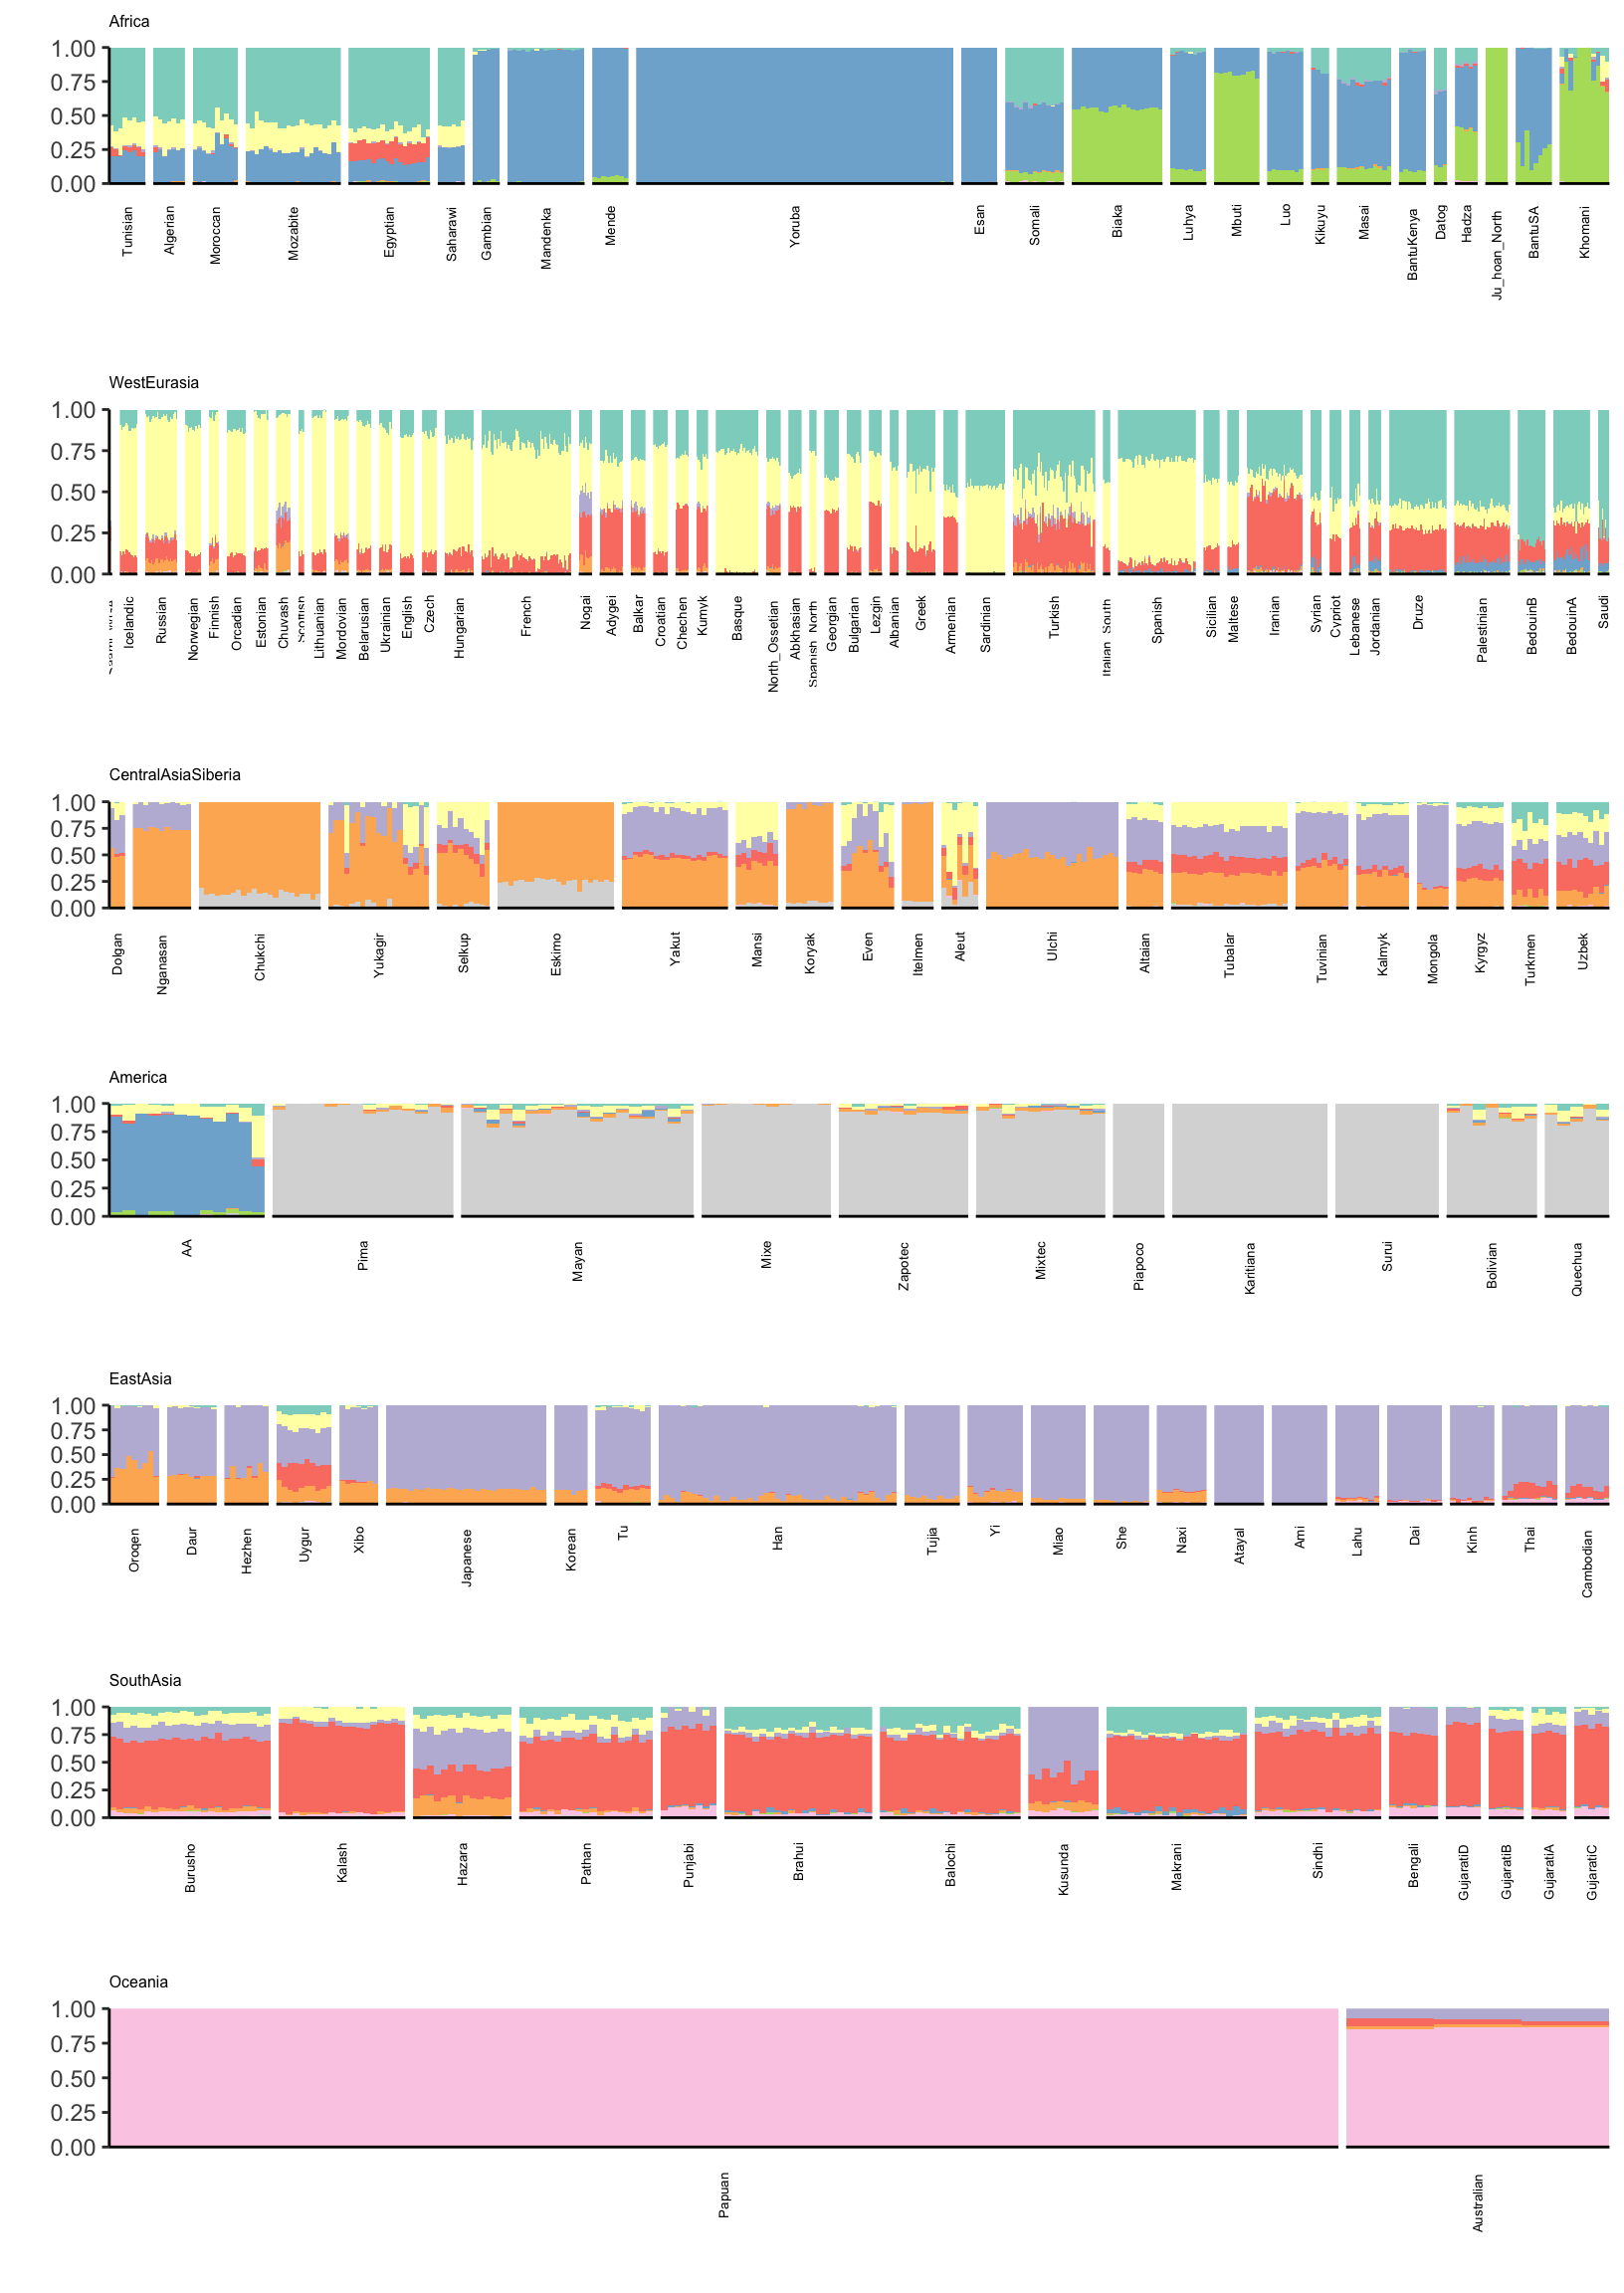 Africa
1.00
0.75
0.50
0.25
0.00
Tunisian
Algerian
Moroccan
Mozabite
Egyptian
Saharawi
Gambian
Mandenka
Mende
Yoruba
Esan
Somali
Biaka
Luhya
Mbuti
Luo
Kikuyu
Masai
BantuKenya
Datog
Hadza
Ju_hoan_North
BantuSA
Khomani
WestEurasia
1.00
0.75
0.50
0.25
0.00
Icelandic
Russian
Norwegian
Finnish
Orcadian
Estonian
Chuvash
Scottish
Lithuanian
Mordovian
Belarusian
Ukrainian
English
Czech
Hungarian
French
Nogai
Adygei
Balkar
Croatian
Chechen
Kumyk
Basque
North_Ossetian
Abkhasian
Spanish_North
Georgian
Bulgarian
Lezgin
Albanian
Greek
Armenian
Sardinian
Turkish
Italian_South
Spanish
Sicilian
Maltese
Iranian
Syrian
Cypriot
Lebanese
Jordanian
Druze
Palestinian
BedouinB
BedouinA
Saudi
CentralAsiaSiberia
1.00
0.75
0.50
0.25
0.00
Dolgan
Nganasan
Chukchi
Yukagir
Selkup
Eskimo
Yakut
Mansi
Koryak
Even
Itelmen
Aleut
Ulchi
Altaian
Tubalar
Tuvinian
Kalmyk
Mongola
Kyrgyz
Turkmen
Uzbek
America
1.00
0.75
0.50
0.25
0.00
AA
Pima
Mayan
Mixe
Zapotec
Mixtec
Piapoco
Karitiana
Surui
Bolivian
Quechua
EastAsia
1.00
0.75
0.50
0.25
0.00
Oroqen
Daur
Hezhen
Uygur
Xibo
Japanese
Korean
Tu
Han
Tujia
Yi
Miao
She
Naxi
Atayal
Ami
Lahu
Dai
Kinh
Thai
Cambodian
SouthAsia
1.00
0.75
0.50
0.25
0.00
Burusho
Kalash
Hazara
Pathan
Punjabi
Brahui
Balochi
Kusunda
Makrani
Sindhi
Bengali
GujaratiD
GujaratiB
GujaratiA
GujaratiC
Oceania
1.00
0.75
0.50
0.25
0.00
Papuan
Australian